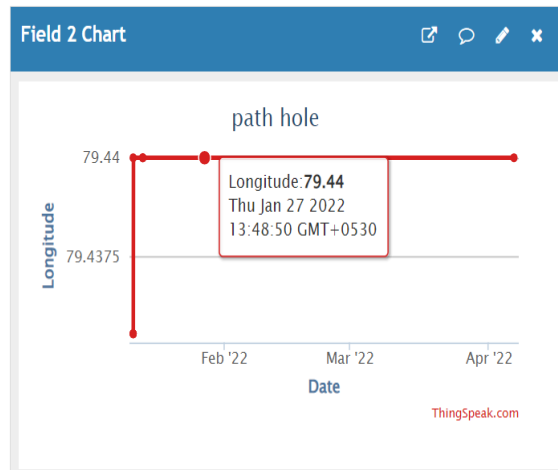 Field 2 Chart
path hole
79.44
79.4375
Longitude
Longitude:79.44
Thu Jan 27 2022
13:48:50 GMT+0530
Feb '22
Mar '22
Apr '22
Date
ThingSpeak.com